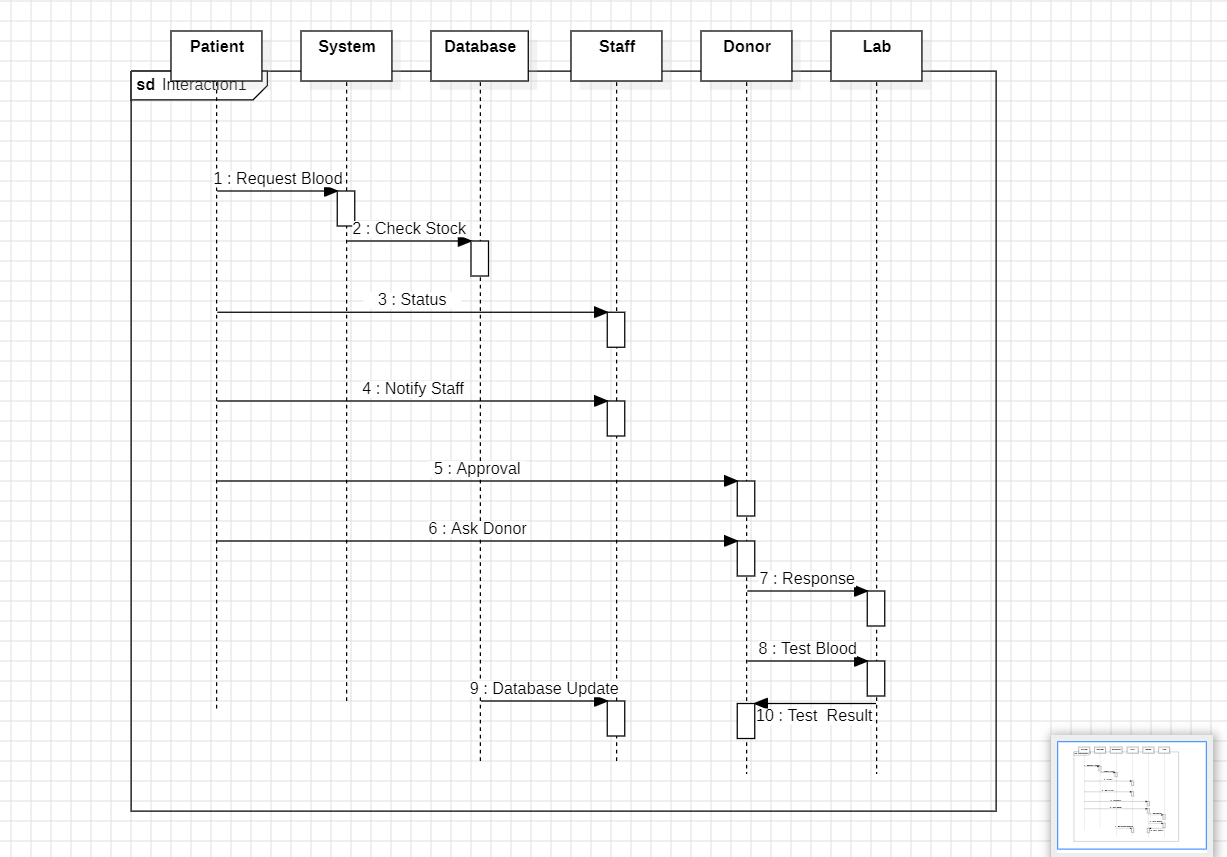 Patient
System
Database
Staff
Donor
Lab
sd Interaction1
1 : Request Blood
2 : Check Stock
3 : Status
4 : Notify Staff
5 : Approval
6 : Ask Donor
7 : Response
8 : Test Blood
9 : Database Update
10 : Test  Result